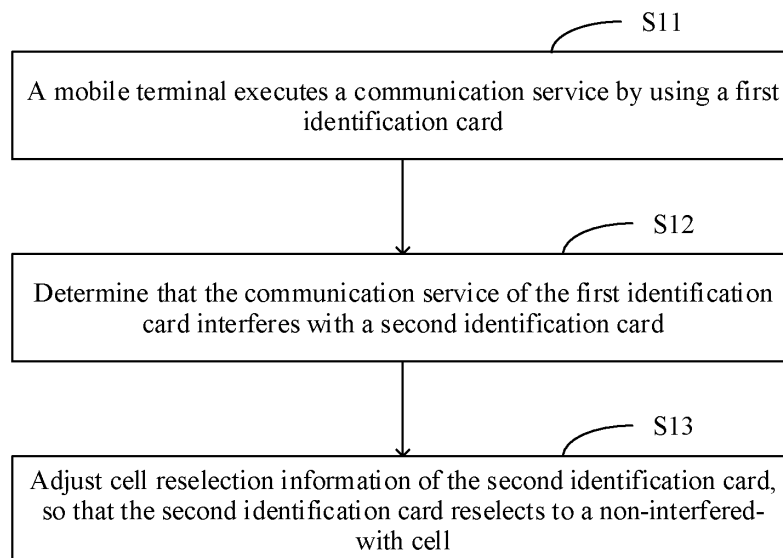 S11
A mobile terminal executes a communication service by using a first
identification card
S12
Determine that the communication service of the first identification
card interferes with a second identification card
S13
Adjust cell reselection information of the second identification card,
so that the second identification card reselects to a non-interfered-
with cell